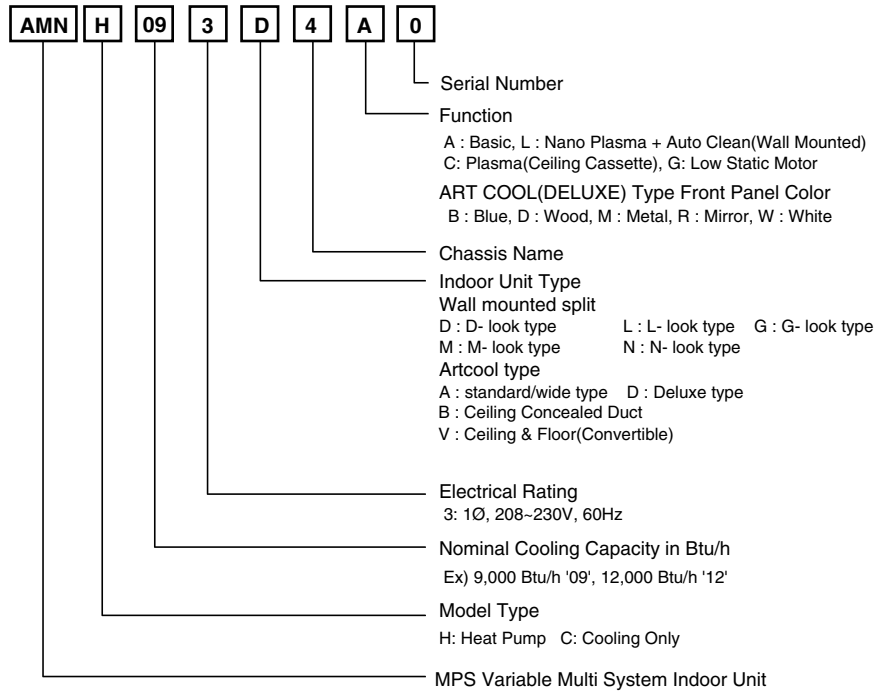 AMN H 09 3 D 4 A 0
Serial Number
Function
A : Basic, L : Nano Plasma + Auto Clean(Wall Mounted)
C: Plasma(Ceiling Cassette), G: Low Static Motor
ART COOL(DELUXE) Type Front Panel Color
B : Blue, D : Wood, M : Metal, R : Mirror, W : White
Chassis Name
Indoor Unit Type
Wall mounted split
D : D- look type L : L- look type G : G- look type
M : M- look type N : N- look type
Artcool type
A : standard/wide type D : Deluxe type
B : Ceiling Concealed Duct
V : Ceiling & Floor(Convertible)
Electrical Rating
3: 1Ø, 208~230V, 60Hz
Nominal Cooling Capacity in Btu/h
Ex) 9,000 Btu/h '09', 12,000 Btu/h '12'
Model Type
H: Heat Pump C: Cooling Only
MPS Variable Multi System Indoor Unit